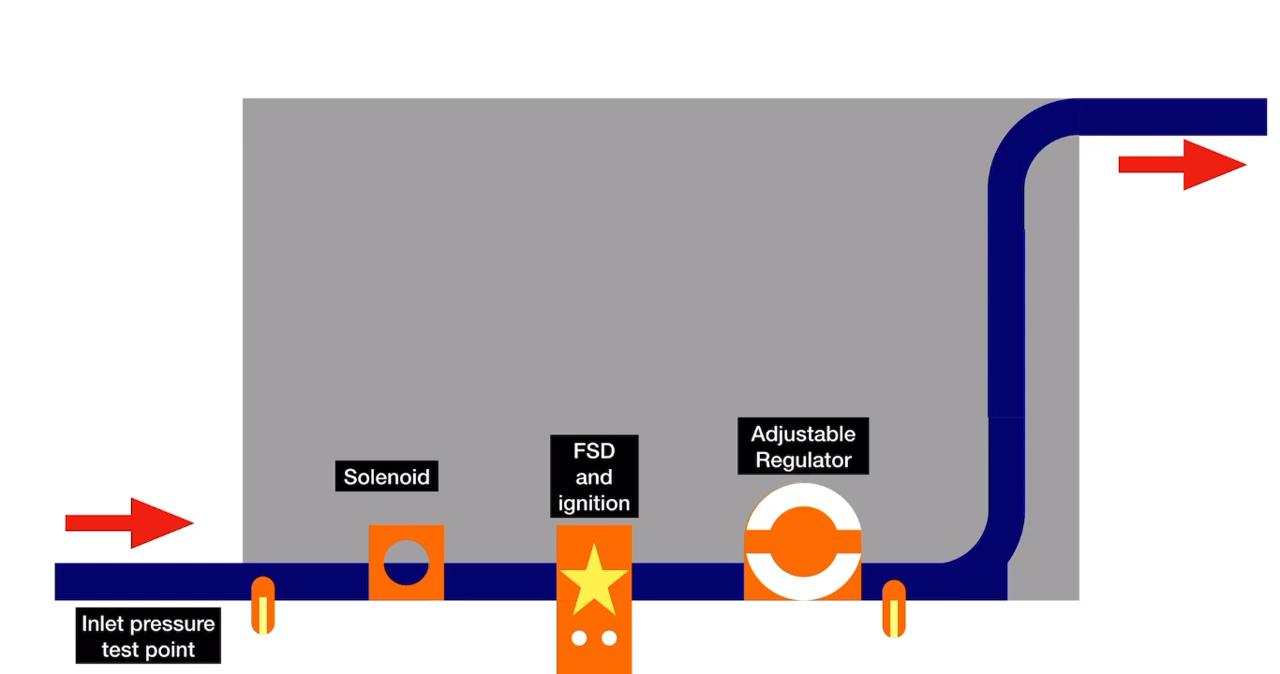 Adjustable
Regulator
FSD
and
ignition
Solenoid
Inlet pressure
test point